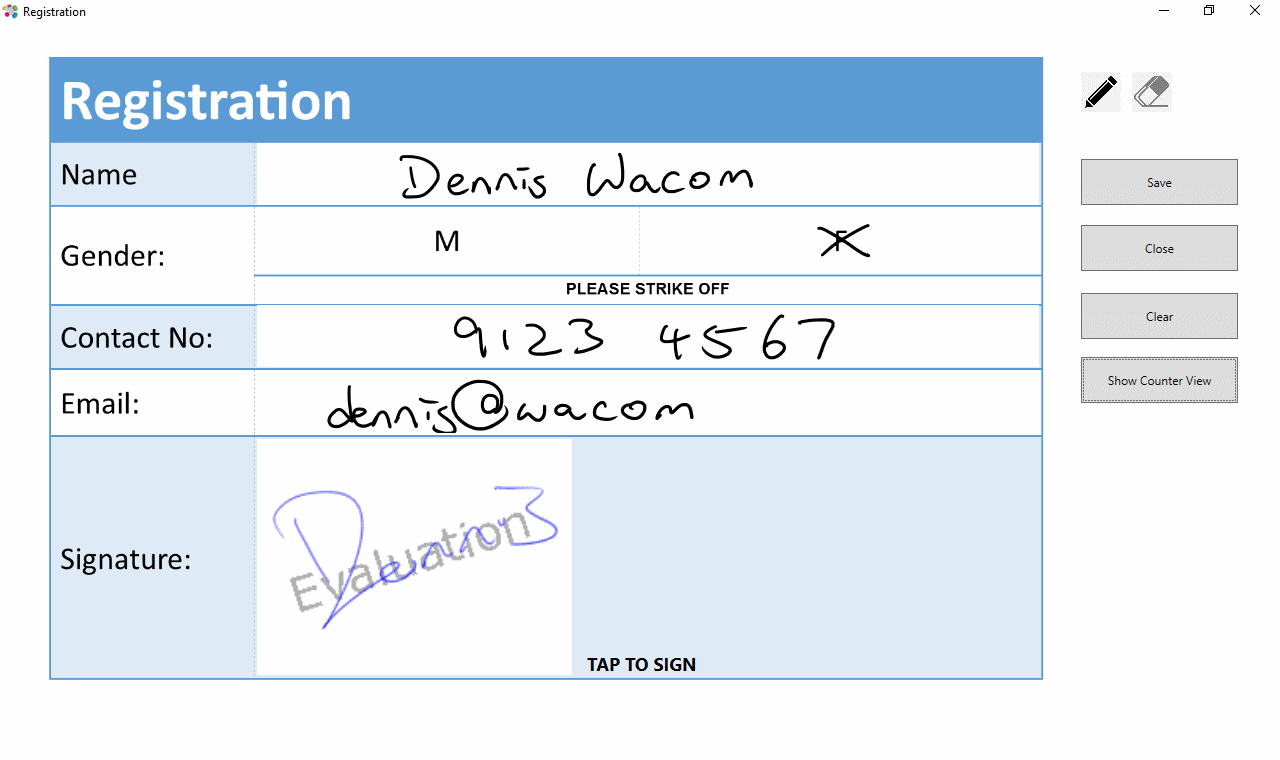 Registration
Registration
Name Dennis Wacom
Gender: M F
PLEASE STRIKE OFF
Contact No: 9123 4567
Email: dennis@wacom
Signature: Dennis
Evaluation
TAP TO SIGN
Save
Close
Clear
Show Counter View